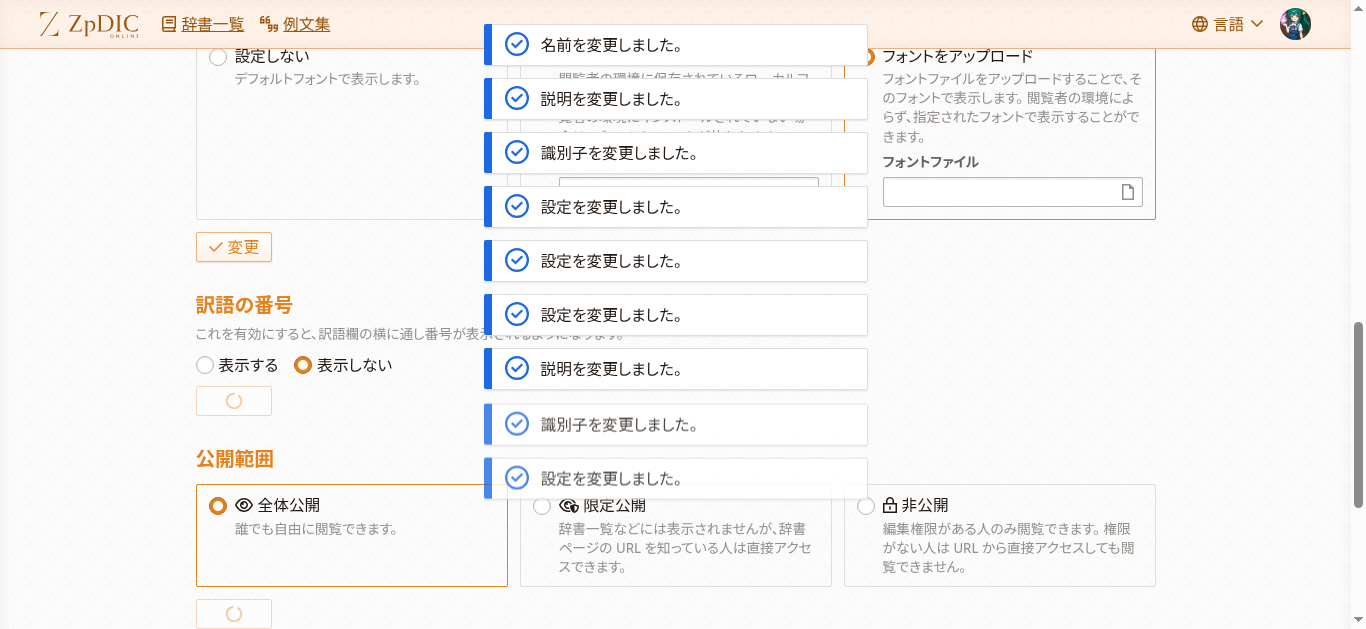 ZpDIC
ONLINE
辞書一覧
例文集
言語
設定しない
デフォルトフォントで表示します。
フォントをアップロード
フォントファイルをアップロードすることで、そ
のフォントで表示します。閲覧者の環境によ
らず、指定されたフォントで表示することがで
きます。
フォントファイル
変更
名前を変更しました。
説明を変更しました。
識別子を変更しました。
設定を変更しました。
設定を変更しました。
設定を変更しました。
説明を変更しました。
識別子を変更しました。
設定を変更しました。
訳語の番号
これを有効にすると、訳語欄の横に通し番号が表示されるようになります。
表示する
表示しない
公開範囲
全体公開
誰でも自由に閲覧できます。
限定公開
辞書一覧などには表示されませんが、辞書
ページの URL を知っている人は直接アクセ
スできます。
非公開
編集権限がある人のみ閲覧できます。権限
がない人は URL から直接アクセスしても閲
覧できません。